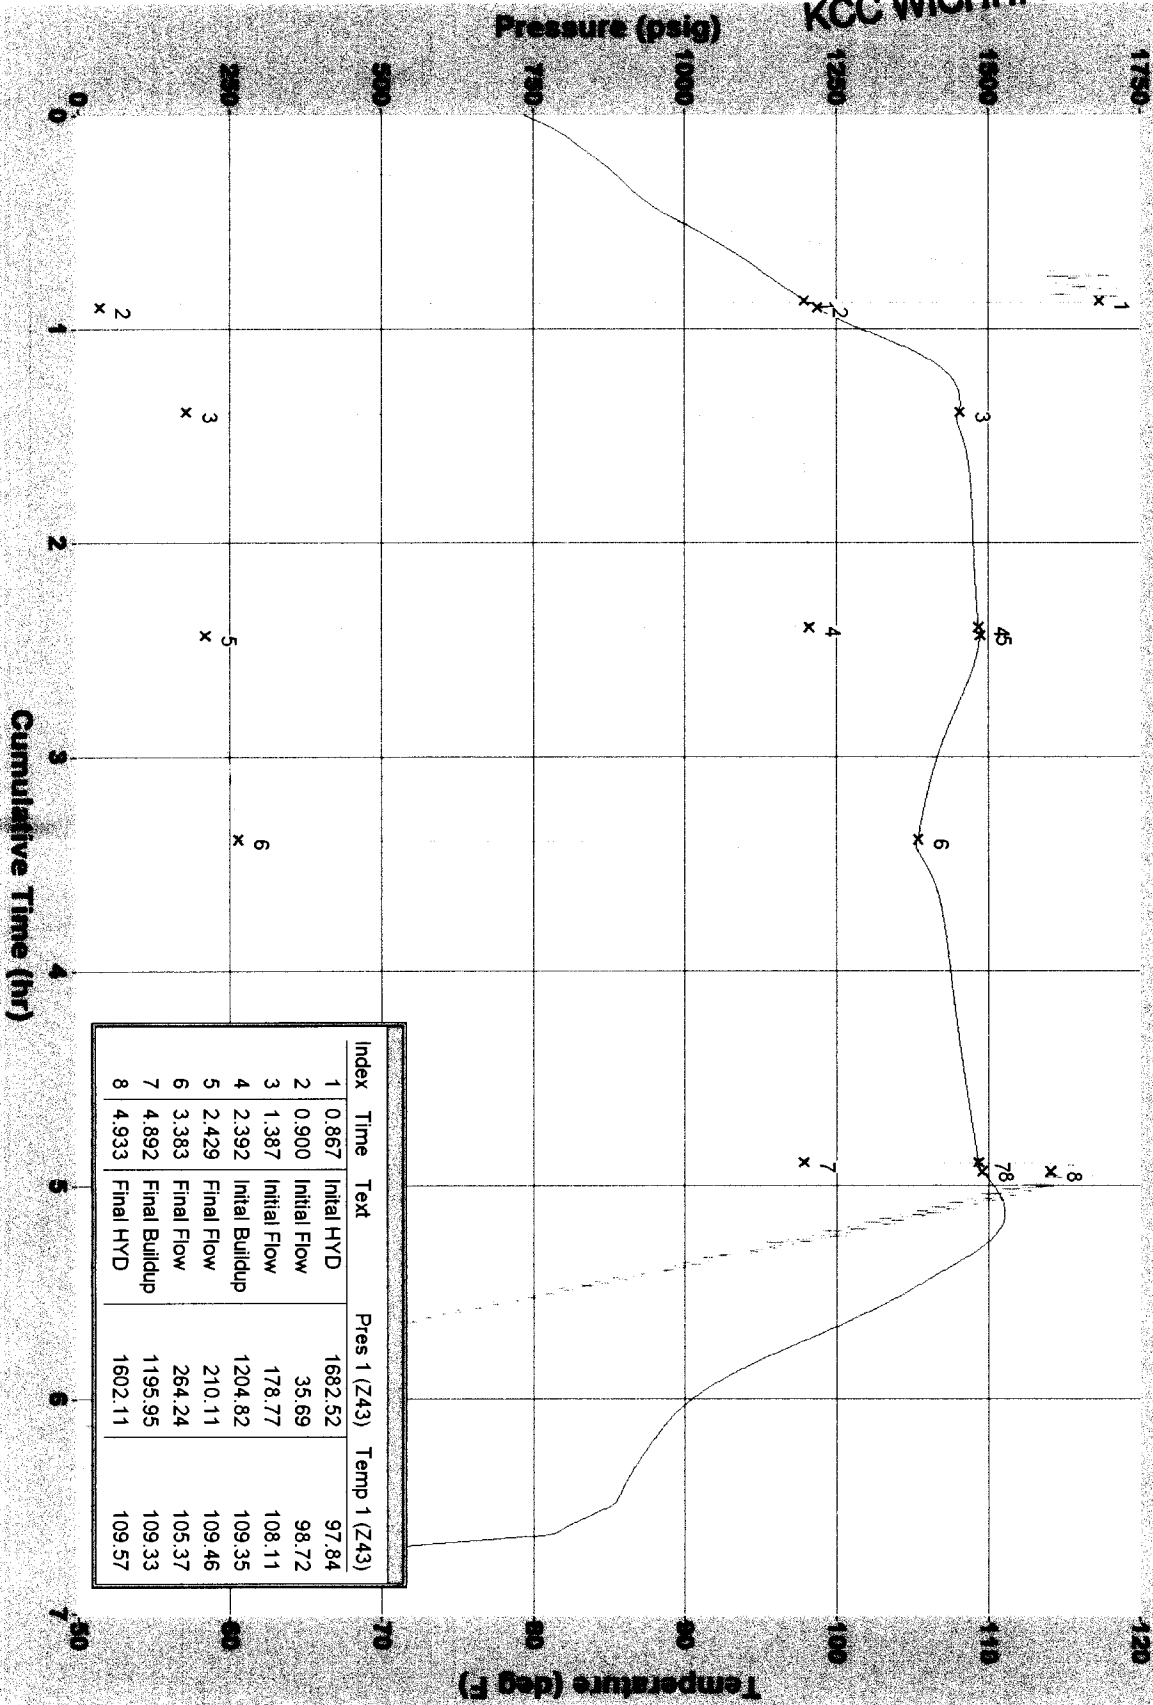 KCC
Pressure (psig)
0
250
500
750
1000
1250
1500
1750
0
1
2
3
4
5
6
7
Cumulative Time (hr)
50
60
70
80
90
100
110
120
Temperature (deg F)
1
2
3
4
5
6
7
8
1
2
3
45
6
78
Index Time Text Pres 1 (Z43) Temp 1 (Z43)
1 0.867 Inital HYD 1682.52 97.84
2 0.900 Initial Flow 35.69 98.72
3 1.387 Initial Flow 178.77 108.11
4 2.392 Inital Buildup 1204.82 109.35
5 2.429 Final Flow 210.11 109.46
6 3.383 Final Flow 264.24 105.37
7 4.892 Final Buildup 1195.95 109.33
8 4.933 Final HYD 1602.11 109.57